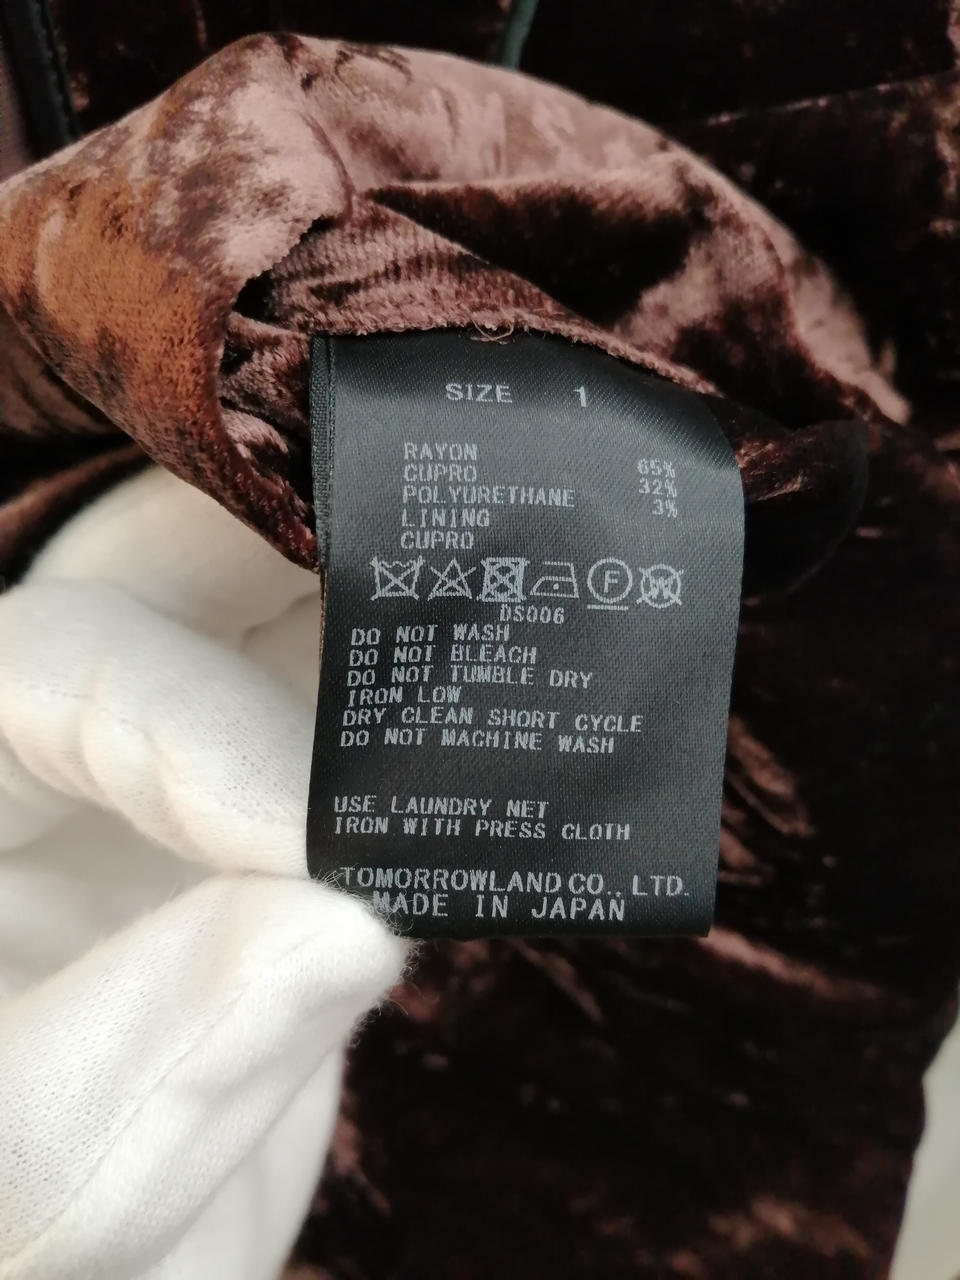 SIZE 1
RAYON 65%
CUPRO 32%
POLYURETHANE 3%
LINING
CUPRO
F W
DS006
DO NOT WASH
DO NOT BLEACH
DO NOT TUMBLE DRY
IRON LOW
DRY CLEAN SHORT CYCLE
DO NOT MACHINE WASH
USE LAUNDRY NET
IRON WITH PRESS CLOTH
TOMORROWLAND CO., LTD.
MADE IN JAPAN